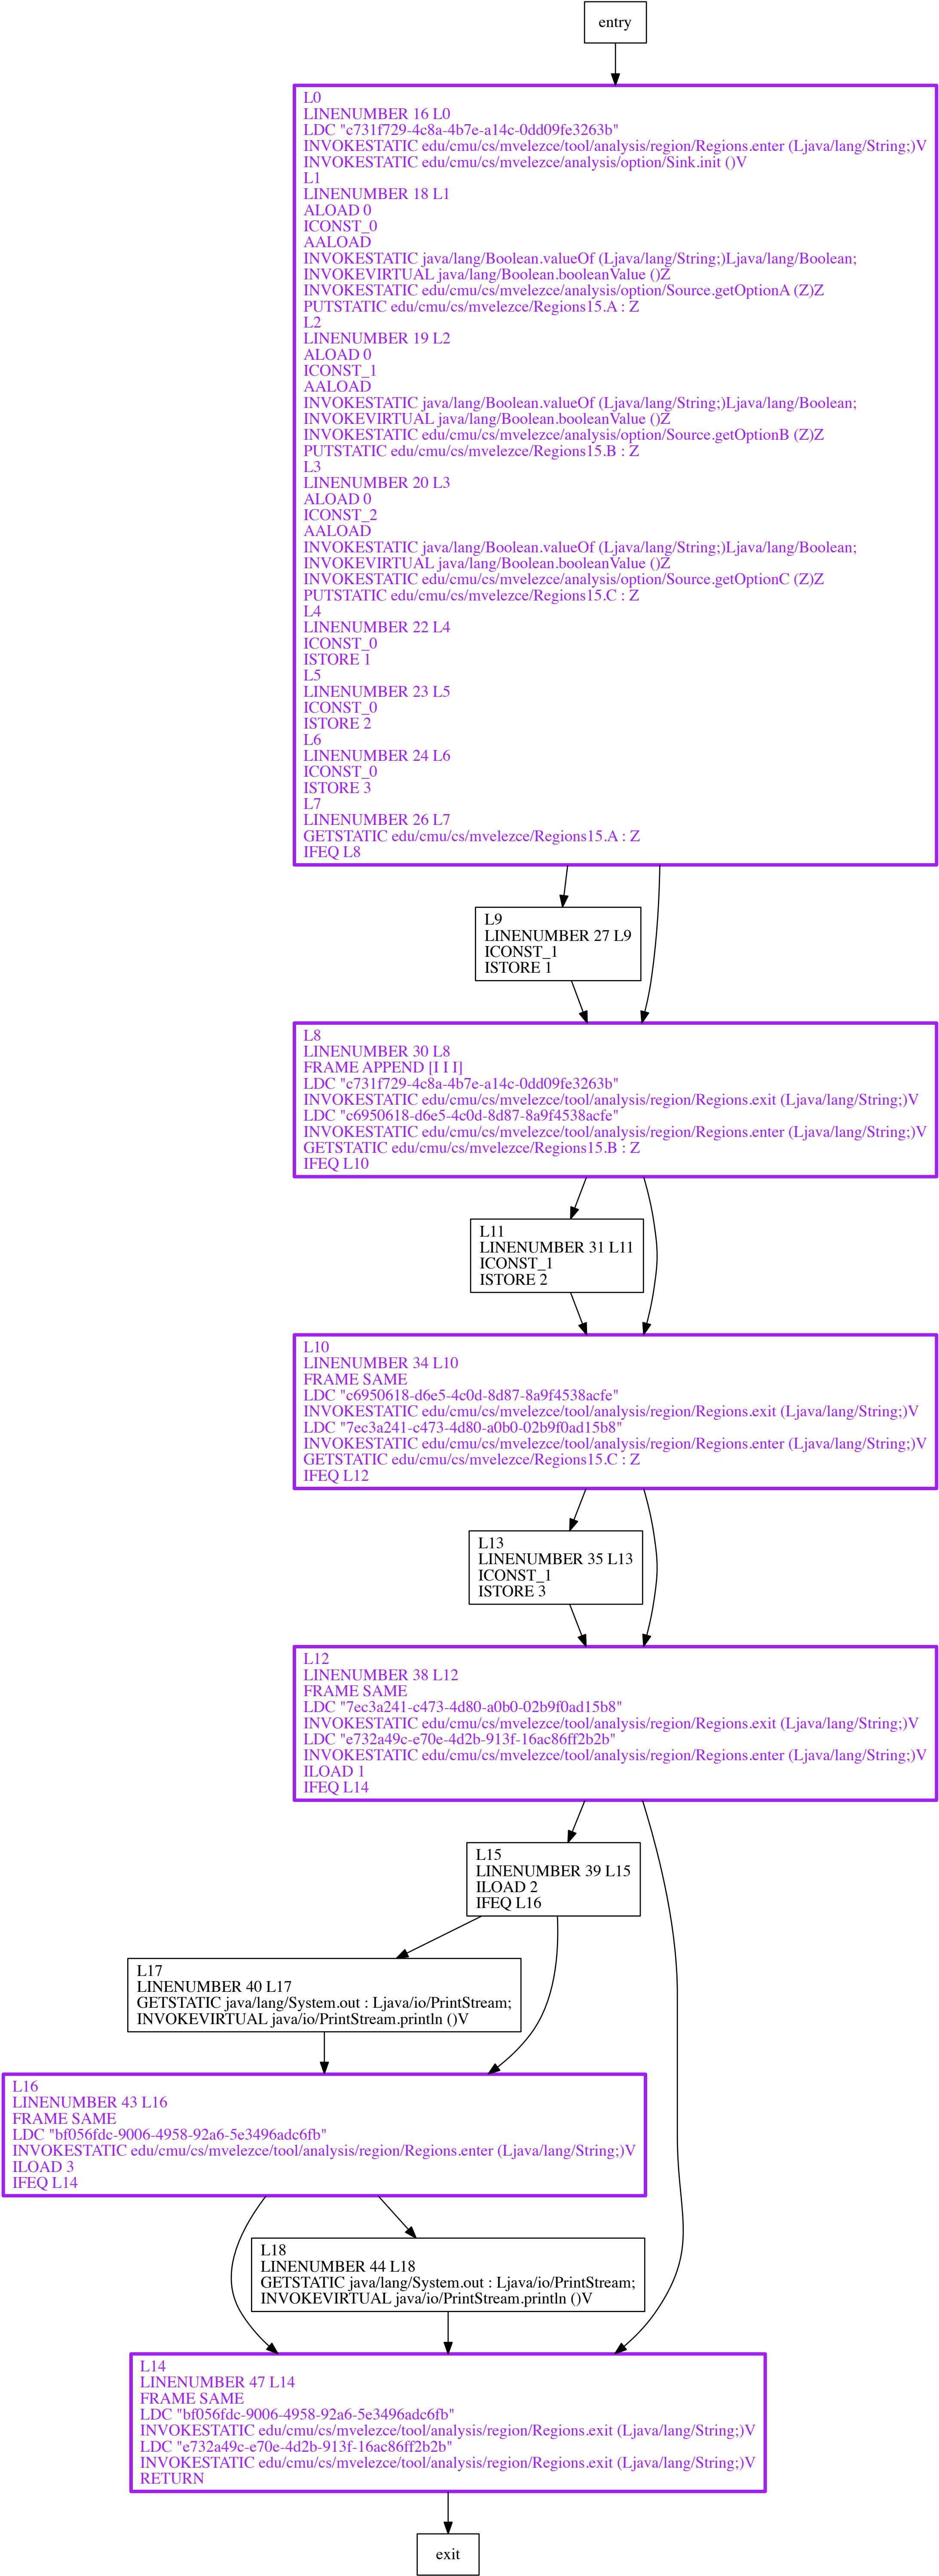 entry
L0
LINENUMBER 16 L0
LDC "c731f729-4c8a-4b7e-a14c-0dd09fe3263b"
INVOKESTATIC edu/cmu/cs/mvelezce/tool/analysis/region/Regions.enter (Ljava/lang/String;)V
INVOKESTATIC edu/cmu/cs/mvelezce/analysis/option/Sink.init ()V
L1
LINENUMBER 18 L1
ALOAD 0
ICONST_0
AALOAD
INVOKESTATIC java/lang/Boolean.valueOf (Ljava/lang/String;)Ljava/lang/Boolean;
INVOKEVIRTUAL java/lang/Boolean.booleanValue ()Z
INVOKESTATIC edu/cmu/cs/mvelezce/analysis/option/Source.getOptionA (Z)Z
PUTSTATIC edu/cmu/cs/mvelezce/Regions15.A : Z
L2
LINENUMBER 19 L2
ALOAD 0
ICONST_1
AALOAD
INVOKESTATIC java/lang/Boolean.valueOf (Ljava/lang/String;)Ljava/lang/Boolean;
INVOKEVIRTUAL java/lang/Boolean.booleanValue ()Z
INVOKESTATIC edu/cmu/cs/mvelezce/analysis/option/Source.getOptionB (Z)Z
PUTSTATIC edu/cmu/cs/mvelezce/Regions15.B : Z
L3
LINENUMBER 20 L3
ALOAD 0
ICONST_2
AALOAD
INVOKESTATIC java/lang/Boolean.valueOf (Ljava/lang/String;)Ljava/lang/Boolean;
INVOKEVIRTUAL java/lang/Boolean.booleanValue ()Z
INVOKESTATIC edu/cmu/cs/mvelezce/analysis/option/Source.getOptionC (Z)Z
PUTSTATIC edu/cmu/cs/mvelezce/Regions15.C : Z
L4
LINENUMBER 22 L4
ICONST_0
ISTORE 1
L5
LINENUMBER 23 L5
ICONST_0
ISTORE 2
L6
LINENUMBER 24 L6
ICONST_0
ISTORE 3
L7
LINENUMBER 26 L7
GETSTATIC edu/cmu/cs/mvelezce/Regions15.A : Z
IFEQ L8
L9
LINENUMBER 27 L9
ICONST_1
ISTORE 1
L8
LINENUMBER 30 L8
FRAME APPEND [I I I]
LDC "c731f729-4c8a-4b7e-a14c-0dd09fe3263b"
INVOKESTATIC edu/cmu/cs/mvelezce/tool/analysis/region/Regions.exit (Ljava/lang/String;)V
LDC "c6950618-d6e5-4c0d-8d87-8a9f4538acfe"
INVOKESTATIC edu/cmu/cs/mvelezce/tool/analysis/region/Regions.enter (Ljava/lang/String;)V
GETSTATIC edu/cmu/cs/mvelezce/Regions15.B : Z
IFEQ L10
L11
LINENUMBER 31 L11
ICONST_1
ISTORE 2
L10
LINENUMBER 34 L10
FRAME SAME
LDC "c6950618-d6e5-4c0d-8d87-8a9f4538acfe"
INVOKESTATIC edu/cmu/cs/mvelezce/tool/analysis/region/Regions.exit (Ljava/lang/String;)V
LDC "7ec3a241-c473-4d80-a0b0-02b9f0ad15b8"
INVOKESTATIC edu/cmu/cs/mvelezce/tool/analysis/region/Regions.enter (Ljava/lang/String;)V
GETSTATIC edu/cmu/cs/mvelezce/Regions15.C : Z
IFEQ L12
L13
LINENUMBER 35 L13
ICONST_1
ISTORE 3
L12
LINENUMBER 38 L12
FRAME SAME
LDC "7ec3a241-c473-4d80-a0b0-02b9f0ad15b8"
INVOKESTATIC edu/cmu/cs/mvelezce/tool/analysis/region/Regions.exit (Ljava/lang/String;)V
LDC "e732a49c-e70e-4d2b-913f-16ac86ff2b2b"
INVOKESTATIC edu/cmu/cs/mvelezce/tool/analysis/region/Regions.enter (Ljava/lang/String;)V
ILOAD 1
IFEQ L14
L15
LINENUMBER 39 L15
ILOAD 2
IFEQ L16
L17
LINENUMBER 40 L17
GETSTATIC java/lang/System.out : Ljava/io/PrintStream;
INVOKEVIRTUAL java/io/PrintStream.println ()V
L16
LINENUMBER 43 L16
FRAME SAME
LDC "bf056fdc-9006-4958-92a6-5e3496adc6fb"
INVOKESTATIC edu/cmu/cs/mvelezce/tool/analysis/region/Regions.enter (Ljava/lang/String;)V
ILOAD 3
IFEQ L14
L18
LINENUMBER 44 L18
GETSTATIC java/lang/System.out : Ljava/io/PrintStream;
INVOKEVIRTUAL java/io/PrintStream.println ()V
L14
LINENUMBER 47 L14
FRAME SAME
LDC "bf056fdc-9006-4958-92a6-5e3496adc6fb"
INVOKESTATIC edu/cmu/cs/mvelezce/tool/analysis/region/Regions.exit (Ljava/lang/String;)V
LDC "e732a49c-e70e-4d2b-913f-16ac86ff2b2b"
INVOKESTATIC edu/cmu/cs/mvelezce/tool/analysis/region/Regions.exit (Ljava/lang/String;)V
RETURN
exit